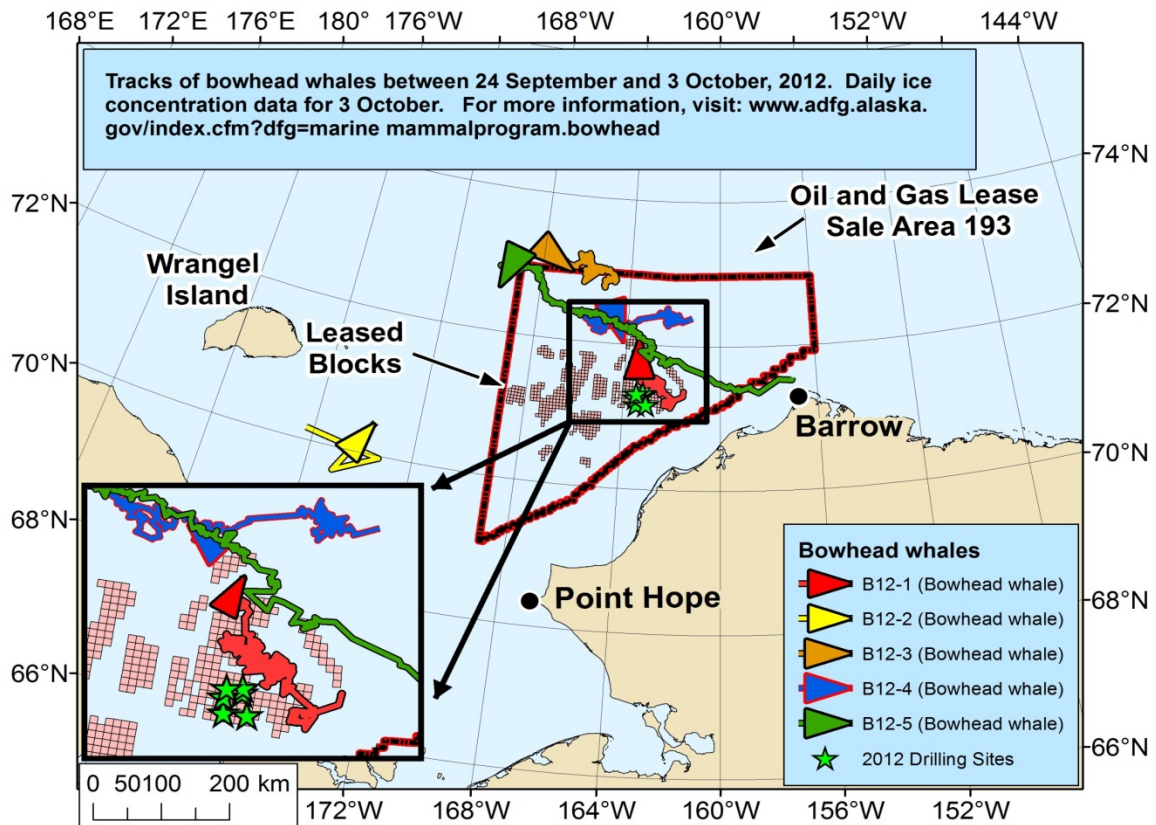 168°E 172°E 176°E 176°W 168°W 152°W 144°W
Tracks of bowhead whales between 24 September and 3 October, 2012. Daily ice
concentration data for 3 October. For more information, visit: www.adfg.alaska.
gov/index.cfm?dfg=marine mammalprogram.bowhead
74°N
72°N
Oil and Gas Lease
Sale Area 193
Wrangel
Island
72°N
Leased
Blocks
70°N
Barrow
70°N
68°N
Bowhead whales
B12-1 (Bowhead whale)
Point Hope
68°N
B12-2 (Bowhead whale)
B12-3 (Bowhead whale)
66°N
B12-4 (Bowhead whale)
B12-5 (Bowhead whale)
66°N
2012 Drilling Sites
0 50100 200 km
172°W 168°W 164°W 160°W 156°W 152°W